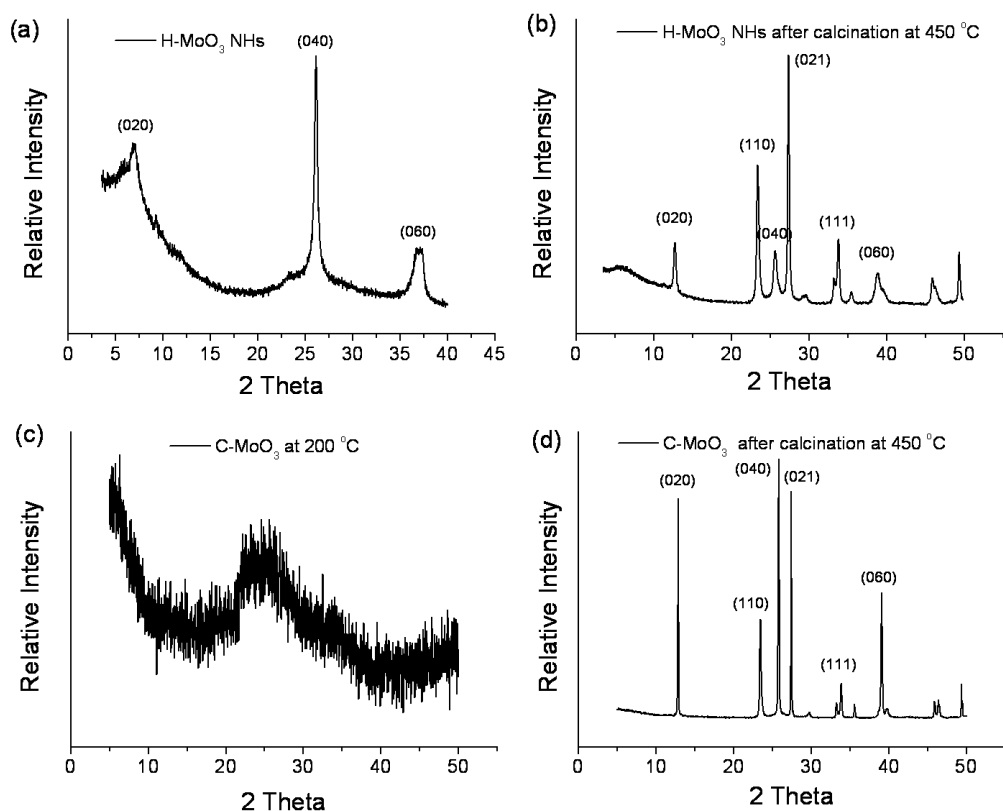 (a)
H-MoO₃ NHs
(020)
(040)
(060)
Relative Intensity
0 5 10 15 20 25 30 35 40 45
2 Theta
(b)
H-MoO₃ NHs after calcination at 450 °C
(020)
(110)
(040)
(021)
(111)
(060)
Relative Intensity
0 10 20 30 40 50
2 Theta
(c)
C-MoO₃ at 200 °C
Relative Intensity
0 10 20 30 40 50
2 Theta
(d)
C-MoO₃ after calcination at 450 °C
(020)
(110)
(040)
(021)
(111)
(060)
Relative Intensity
0 10 20 30 40 50
2 Theta